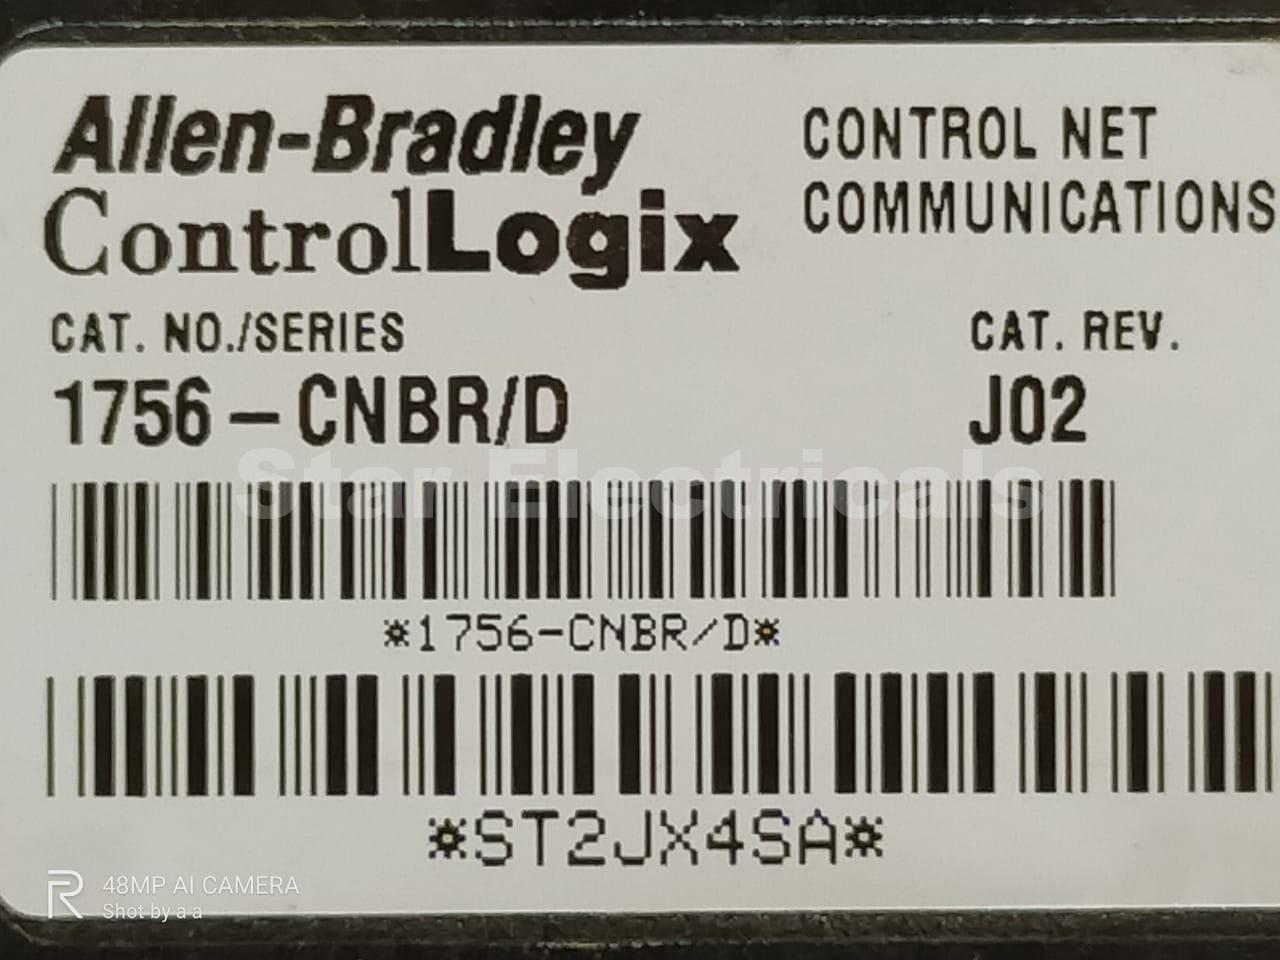 Allen-Bradley
ControlLogix
CONTROL NET
COMMUNICATIONS
CAT. NO./SERIES
CAT. REV.
1756-CNBR/D
J02
Star Electricals
*1756-CNBR/D*
*ST2JX4SA*
R
48MP AI CAMERA
Shot by a a